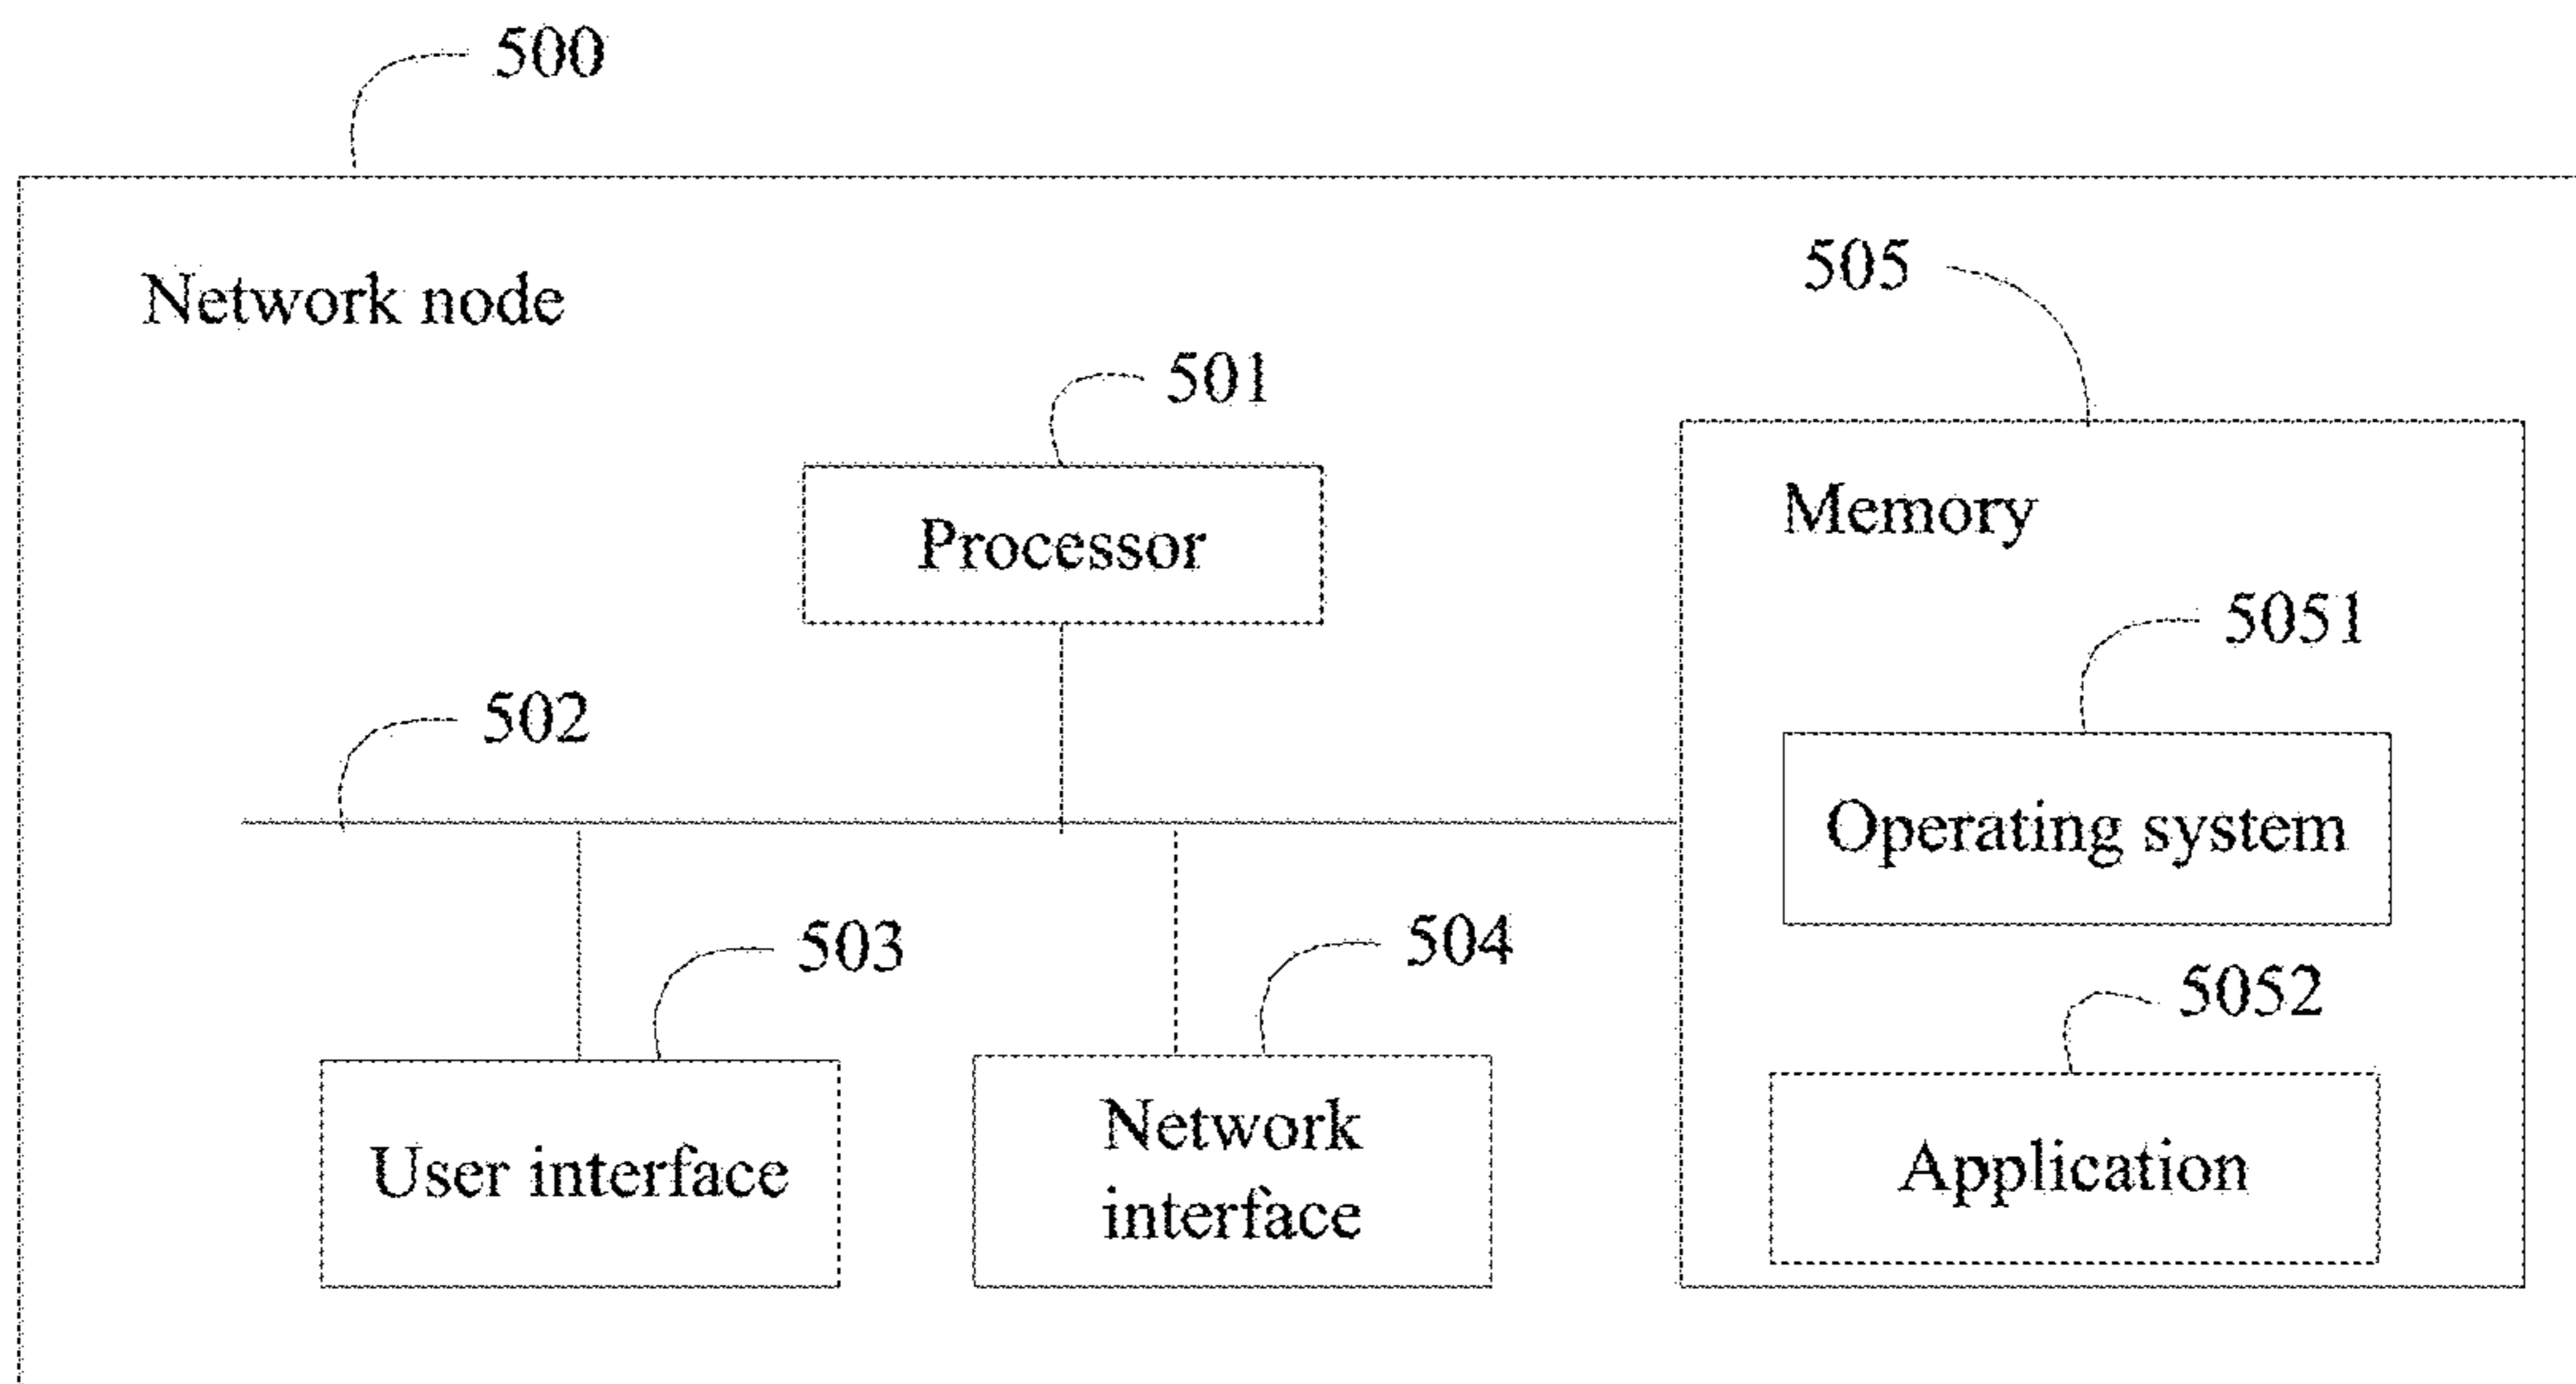 500
Network node
505
501
Processor
Memory
5051
502
Operating system
503
504
5052
User interface
Network
interface
Application